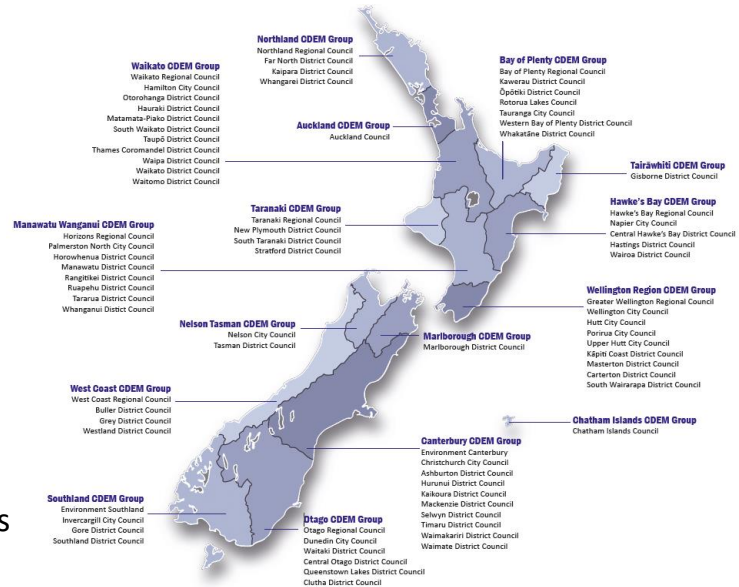 Northland CDEM Group
Northland Regional Council
Far North District Council
Kaipara District Council
Whangarei District Council
Waikato CDEM Group
Waikato Regional Council
Hamilton City Council
Otorohanga District Council
Hauraki District Council
Matamata-Piako District Council
South Waikato District Council
Taupō District Council
Thames Coromandel District Council
Waipa District Council
Waikato District Council
Waitomo District Council
Bay of Plenty CDEM Group
Bay of Plenty Regional Council
Kawerau District Council
Ōpōtiki District Council
Rotorua Lakes Council
Tauranga City Council
Western Bay of Plenty District Council
Whakatāne District Council
Auckland CDEM Group
Auckland Council
Tairāwhiti CDEM Group
Gisborne District Council
Taranaki CDEM Group
Taranaki Regional Council
New Plymouth District Council
South Taranaki District Council
Stratford District Council
Hawke's Bay CDEM Group
Hawke's Bay Regional Council
Napier City Council
Central Hawke's Bay District Council
Hastings District Council
Wairoa District Council
Manawatu Wanganui CDEM Group
Horizons Regional Council
Palmerston North City Council
Horowhenua District Council
Manawatu District Council
Rangitikei District Council
Ruapehu District Council
Tararua District Council
Whanganui Distict Council
Wellington Region CDEM Group
Greater Wellington Regional Council
Wellington City Council
Hutt City Council
Porirua City Council
Upper Hutt City Council
Kāpiti Coast District Council
Masterton District Council
Carterton District Council
South Wairarapa District Council
Nelson Tasman CDEM Group
Nelson City Council
Tasman District Council
Marlborough CDEM Group
Marlborough District Council
West Coast CDEM Group
West Coast Regional Council
Buller District Council
Grey District Council
Westland District Council
Chatham Islands CDEM Group
Chatham Islands Council
Canterbury CDEM Group
Environment Canterbury
Christchurch City Council
Ashburton District Council
Hurunui District Council
Kaikoura District Council
Mackenzie District Council
Selwyn District Council
Timaru District Council
Waimakariri District Council
Waimate District Council
Southland CDEM Group
Environment Southland
Invercargill City Council
Gore District Council
Southland District Council
s
Otago CDEM Group
Otago Regional Council
Dunedin City Council
Waitaki District Council
Central Otago District Council
Queenstown Lakes District Council
Clutha District Council